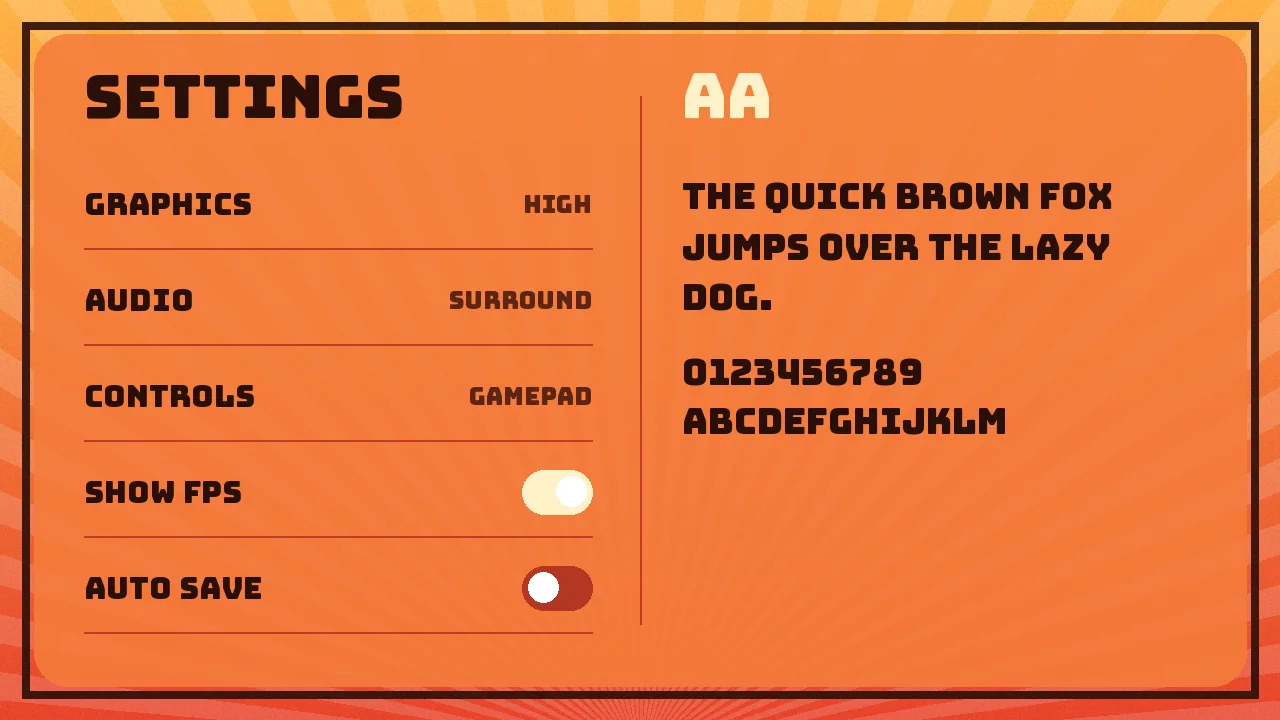 SETTINGS
GRAPHICS HIGH
AUDIO SURROUND
CONTROLS GAMEPAD
SHOW FPS
AUTO SAVE
AA
THE QUICK BROWN FOX
JUMPS OVER THE LAZY
DOG.
0123456789
ABCDEFGHIJKLM